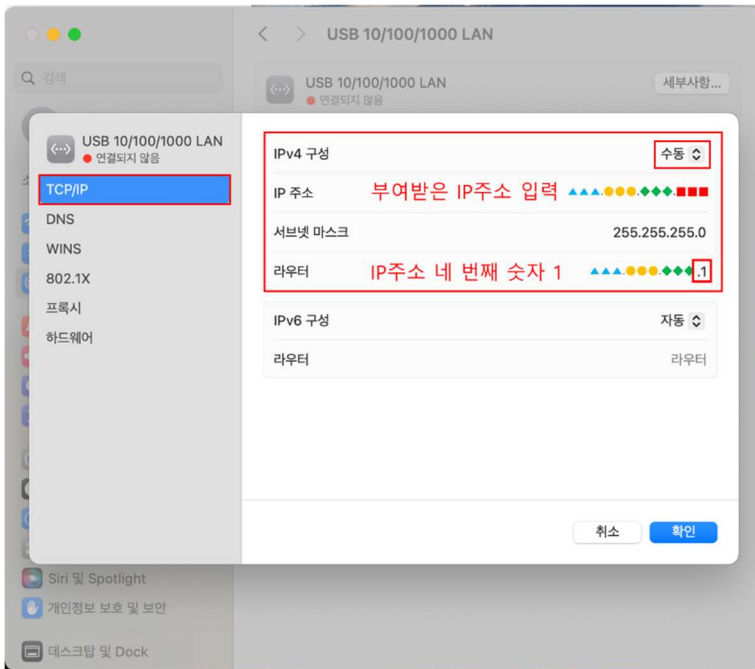 USB 10/100/1000 LAN
검색
USB 10/100/1000 LAN
연결되지 않음
세부사항...
USB 10/100/1000 LAN
연결되지 않음
TCP/IP
DNS
WINS
802.1X
프록시
하드웨어
IPv4 구성
수동
IP 주소
부여받은 IP주소 입력
서브넷 마스크
255.255.255.0
라우터
IP주소 네 번째 숫자 1
.1
IPv6 구성
자동
라우터
라우터
취소
확인
Siri 및 Spotlight
개인정보 보호 및 보안
데스크탑 및 Dock